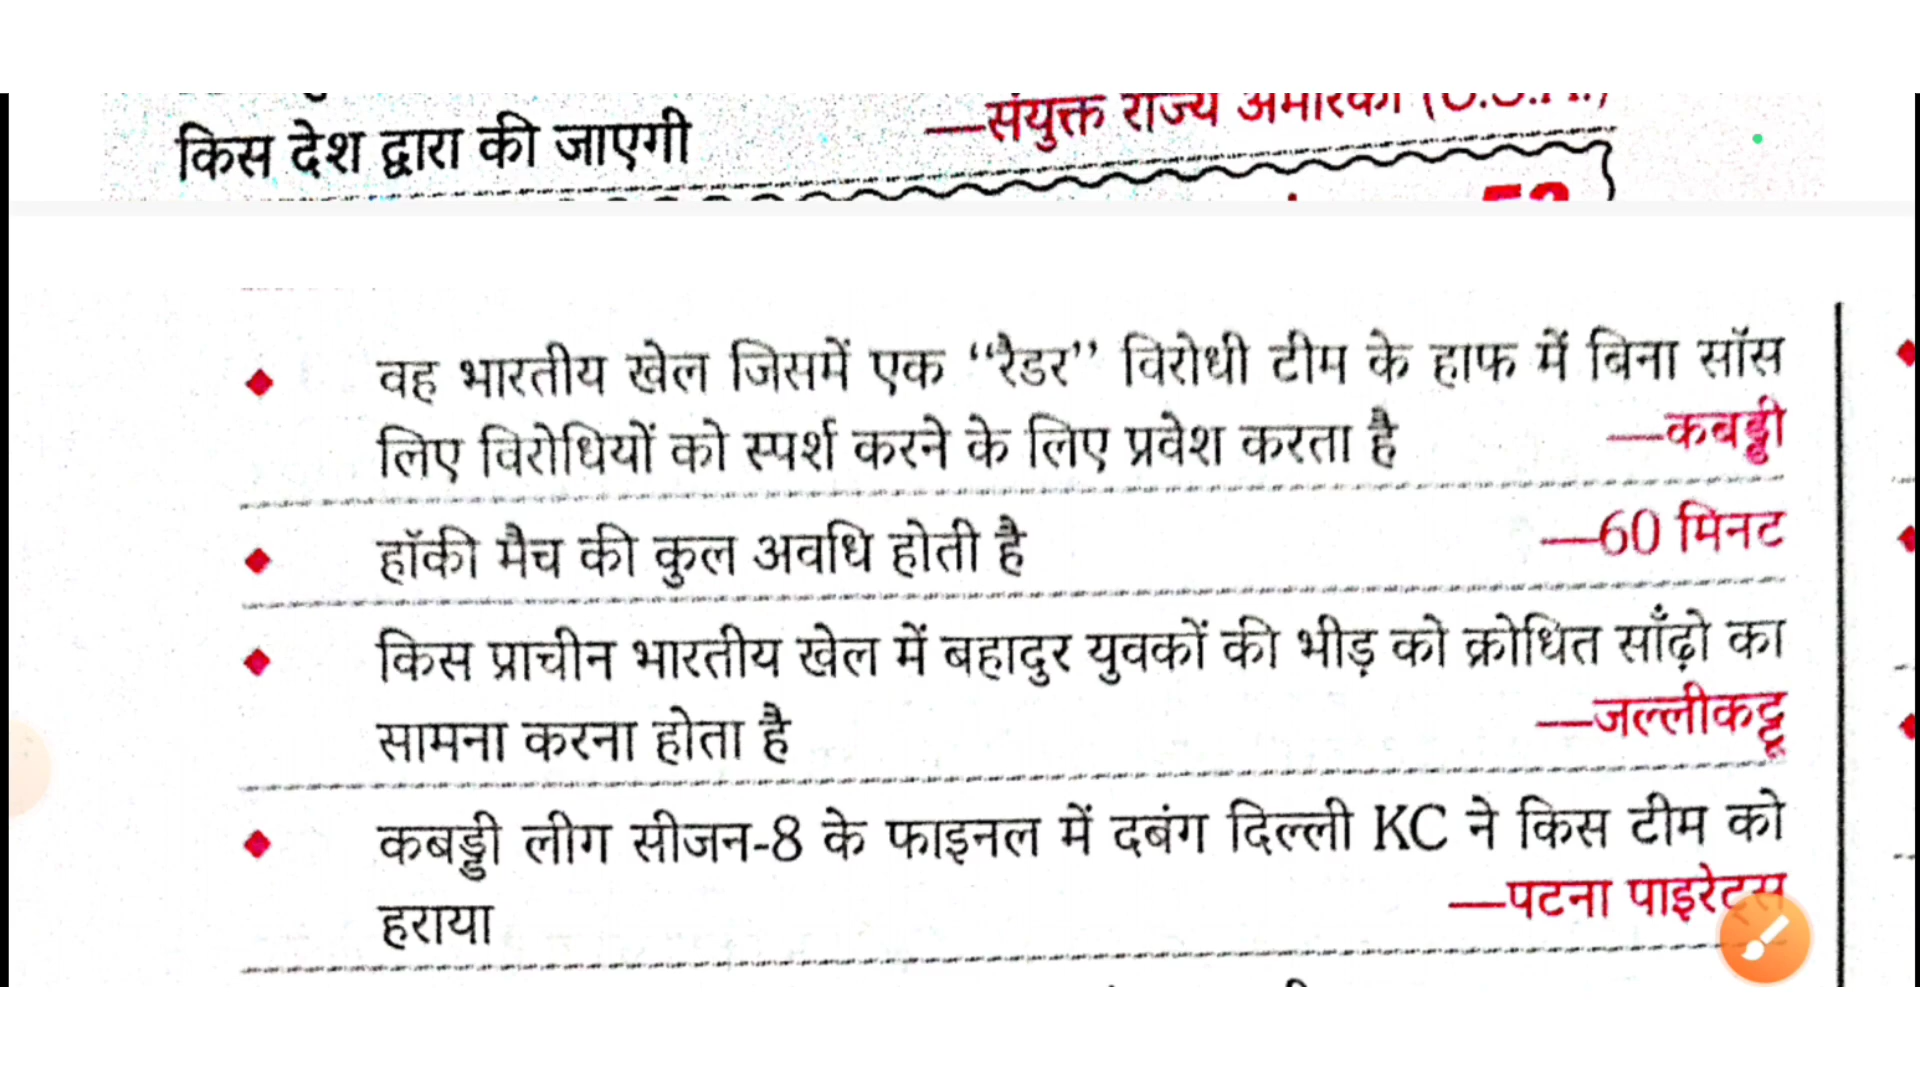 —संयुक्त राज्य अमेरिका (U.S.A.)
किस देश द्वारा की जाएगी
वह भारतीय खेल जिसमें एक “रैडर” विरोधी टीम के हाफ में बिना सॉस
लिए विरोधियों को स्पर्श करने के लिए प्रवेश करता है —कबड्डी
हॉकी मैच की कुल अवधि होती है —60 मिनट
किस प्राचीन भारतीय खेल में बहादुर युवकों की भीड़ को क्रोधित साँढ़ो का
सामना करना होता है —जल्लीकट्टू
कबड्डी लीग सीजन-8 के फाइनल में दबंग दिल्ली KC ने किस टीम को
हराया —पटना पाइरेट्स